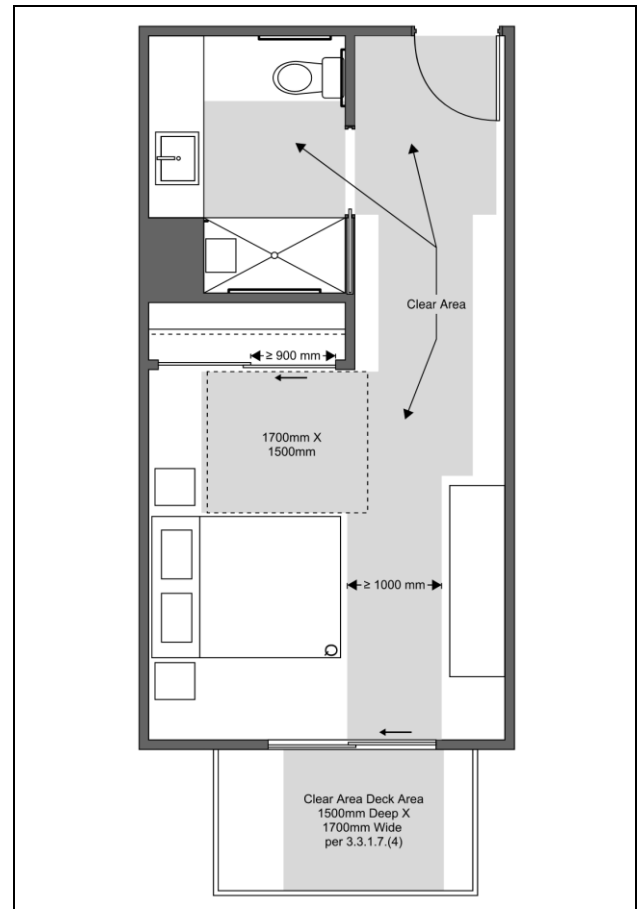 Clear Area
≥ 900 mm
1700mm X
1500mm
≥ 1000 mm
Q
Clear Area Deck Area
1500mm Deep X
1700mm Wide
per 3.3.1.7.(4)